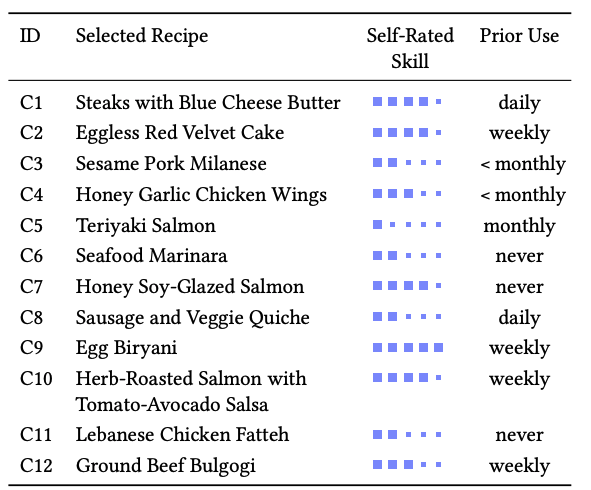 ID Selected Recipe Self-Rated Skill Prior Use
C1 Steaks with Blue Cheese Butter daily
C2 Eggless Red Velvet Cake weekly
C3 Sesame Pork Milanese < monthly
C4 Honey Garlic Chicken Wings < monthly
C5 Teriyaki Salmon monthly
C6 Seafood Marinara never
C7 Honey Soy-Glazed Salmon never
C8 Sausage and Veggie Quiche daily
C9 Egg Biryani weekly
C10 Herb-Roasted Salmon with weekly
Tomato-Avocado Salsa
C11 Lebanese Chicken Fatteh never
C12 Ground Beef Bulgogi weekly